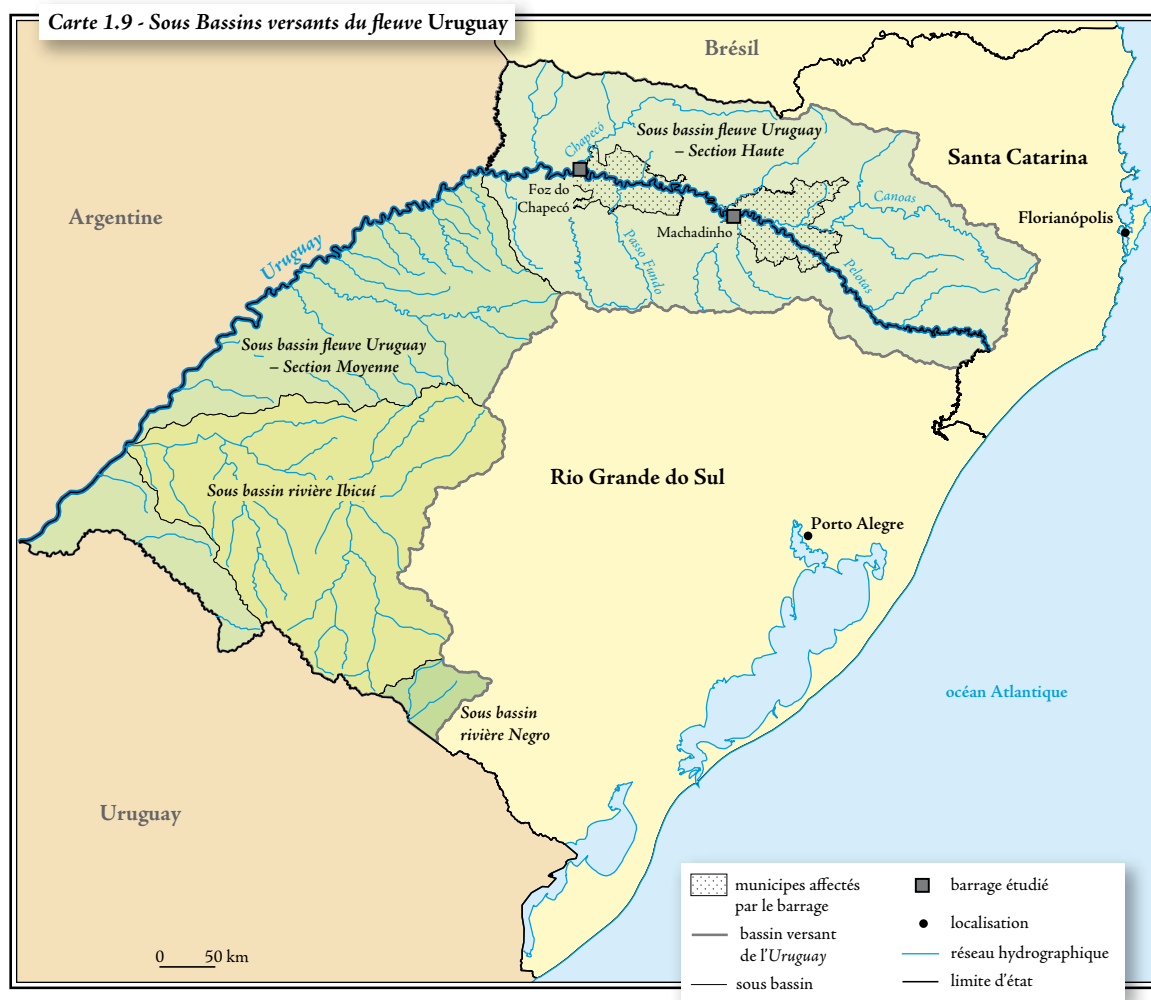 Carte 1.9 - Sous Bassins versants du fleuve Uruguay
Brésil
Chapecó
Sous bassin fleuve Uruguay
– Section Haute
Santa Catarina
Foz do
Chapecó
Canoas
Argentine
Florianópolis
Machadinho
Uruguay
Passo Fundo
Pelotas
Sous bassin fleuve Uruguay
– Section Moyenne
Rio Grande do Sul
Sous bassin rivière Ibicuí
Porto Alegre
océan Atlantique
Sous bassin
rivière Negro
Uruguay
0 50 km
municipes affectés
par le barrage
bassin versant
de l'Uruguay
sous bassin
barrage étudié
localisation
réseau hydrographique
limite d'état